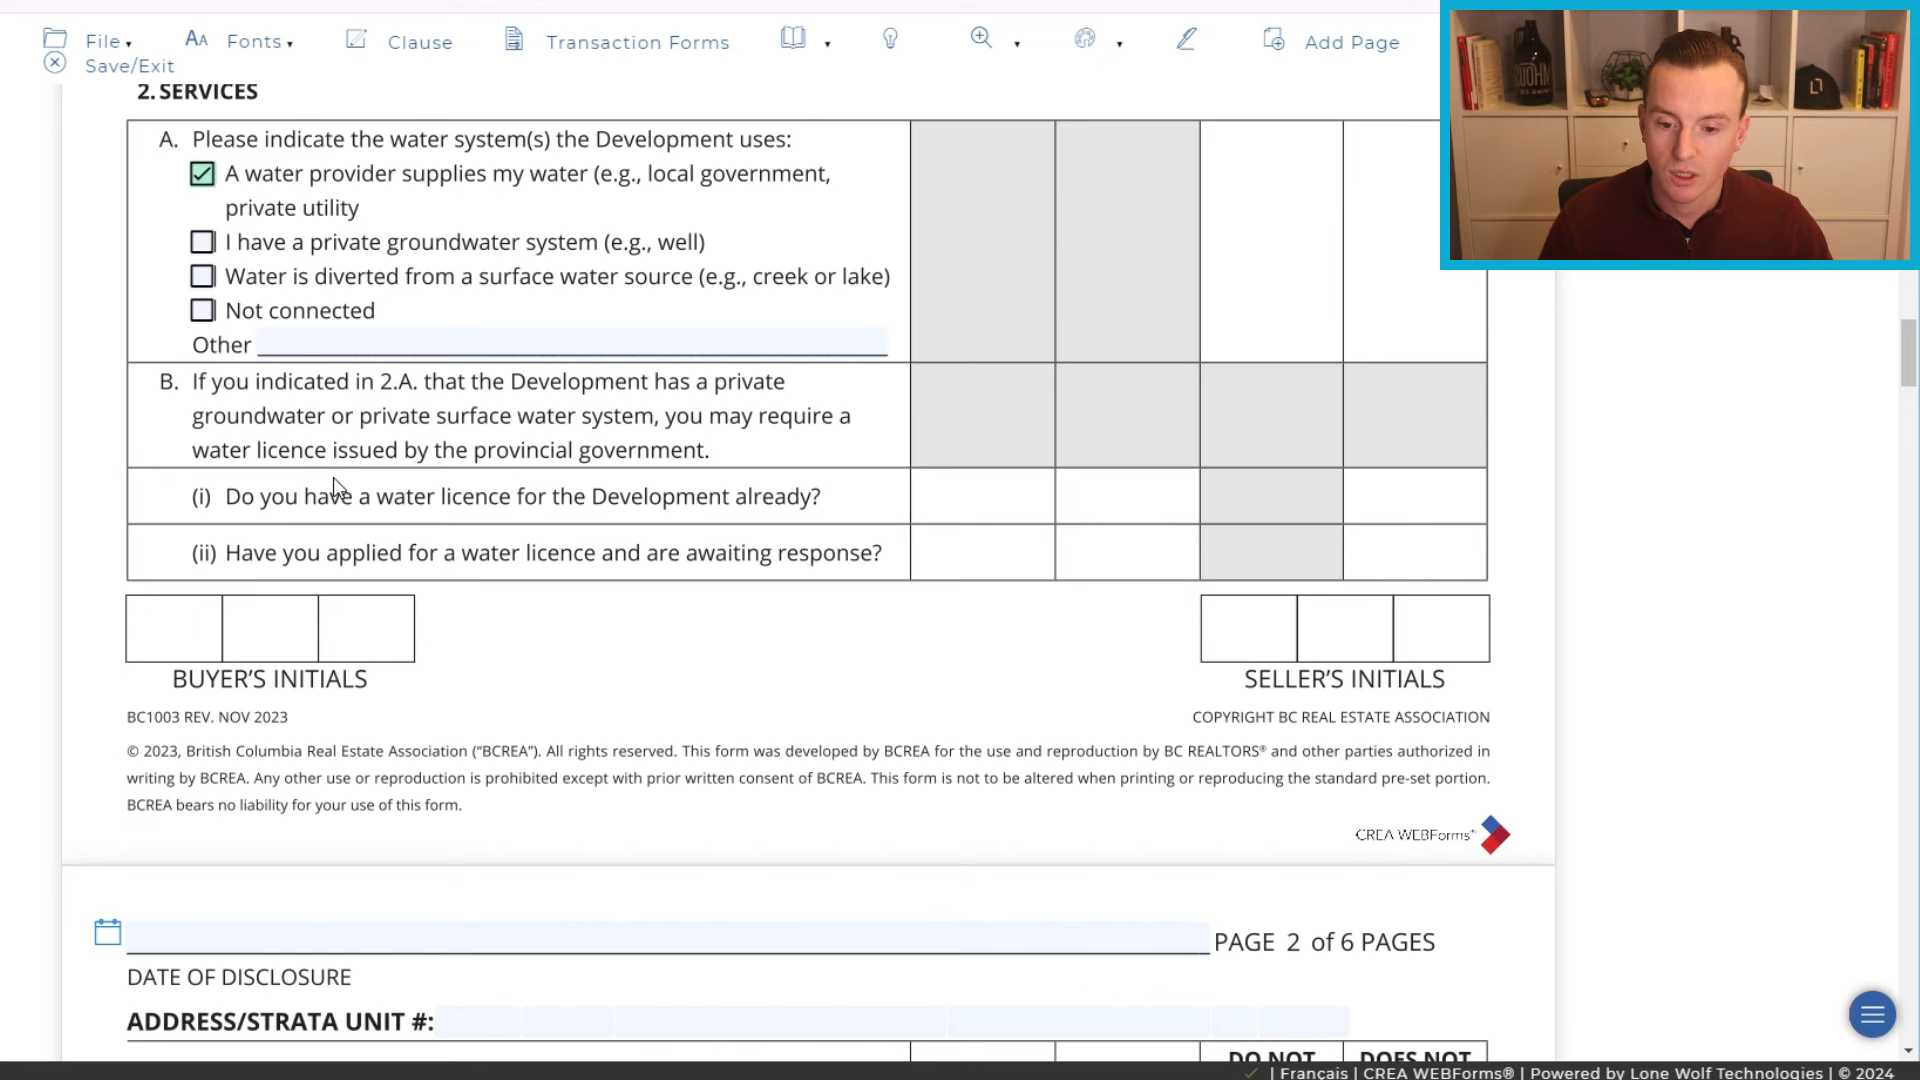 File
Fonts
Clause
Transaction Forms
Add Page
Save/Exit
2. SERVICES
A. Please indicate the water system(s) the Development uses:
A water provider supplies my water (e.g., local government,
private utility
I have a private groundwater system (e.g., well)
Water is diverted from a surface water source (e.g., creek or lake)
Not connected
Other
B. If you indicated in 2.A. that the Development has a private
groundwater or private surface water system, you may require a
water licence issued by the provincial government.
(i) Do you have a water licence for the Development already?
(ii) Have you applied for a water licence and are awaiting response?
BUYER'S INITIALS
SELLER'S INITIALS
BC1003 REV. NOV 2023
COPYRIGHT BC REAL ESTATE ASSOCIATION
© 2023, British Columbia Real Estate Association ("BCREA"). All rights reserved. This form was developed by BCREA for the use and reproduction by BC REALTORS® and other parties authorized in
writing by BCREA. Any other use or reproduction is prohibited except with prior written consent of BCREA. This form is not to be altered when printing or reproducing the standard pre-set portion.
BCREA bears no liability for your use of this form.
CREA WEBForms®
PAGE 2 of 6 PAGES
DATE OF DISCLOSURE
ADDRESS/STRATA UNIT #:
DO NOT
DOES NOT
| Français | CREA WEBForms® | Powered by Lone Wolf Technologies | © 2024